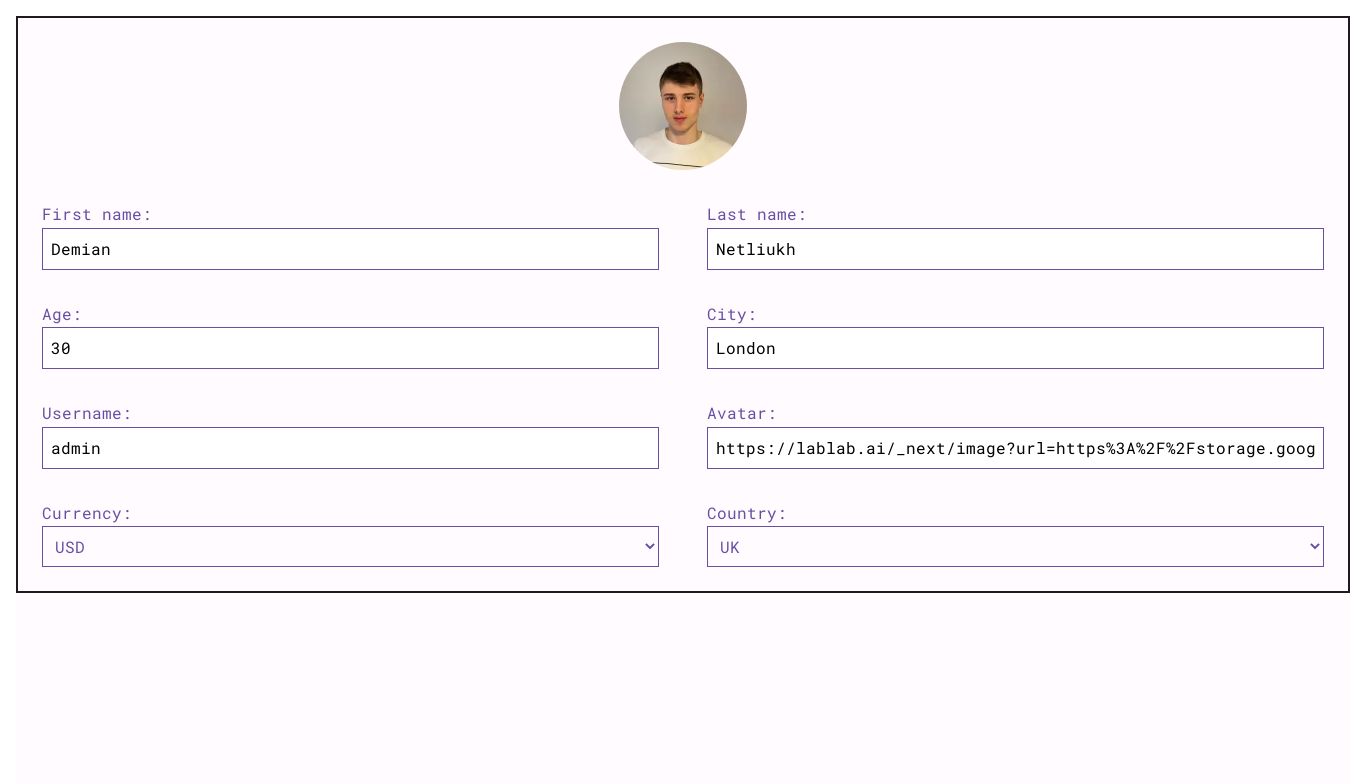 First name:
Last name:
Demian
Netliukh
Age:
City:
30
London
Username:
Avatar:
admin
https://lablab.ai/_next/image?url=https%3A%2F%2Fstorage.goog
Currency:
Country:
USD
UK